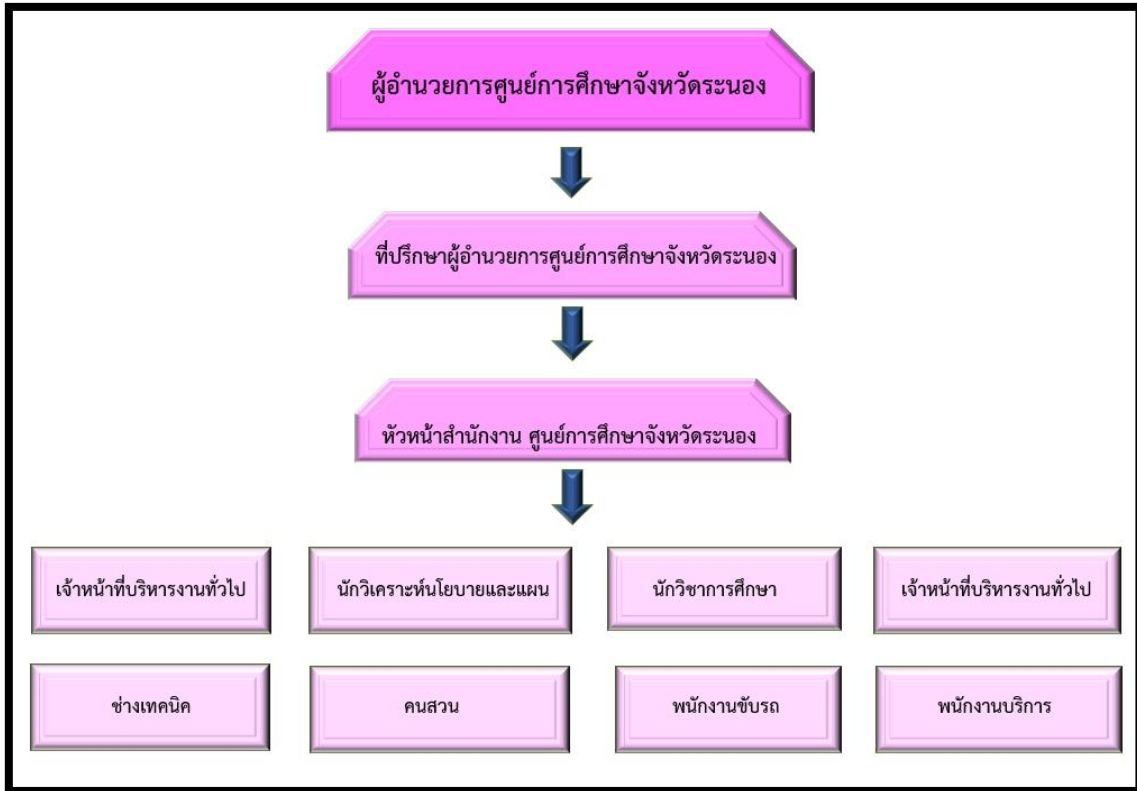 ผู้อำนวยการศูนย์การศึกษาจังหวัดระนอง
ที่ปรึกษาผู้อำนวยการศูนย์การศึกษาจังหวัดระนอง
หัวหน้าสำนักงาน ศูนย์การศึกษาจังหวัดระนอง
เจ้าหน้าที่บริหารงานทั่วไป
นักวิเคราะห์นโยบายและแผน
นักวิชาการศึกษา
เจ้าหน้าที่บริหารงานทั่วไป
ช่างเทคนิค
คนสวน
พนักงานขับรถ
พนักงานบริการ